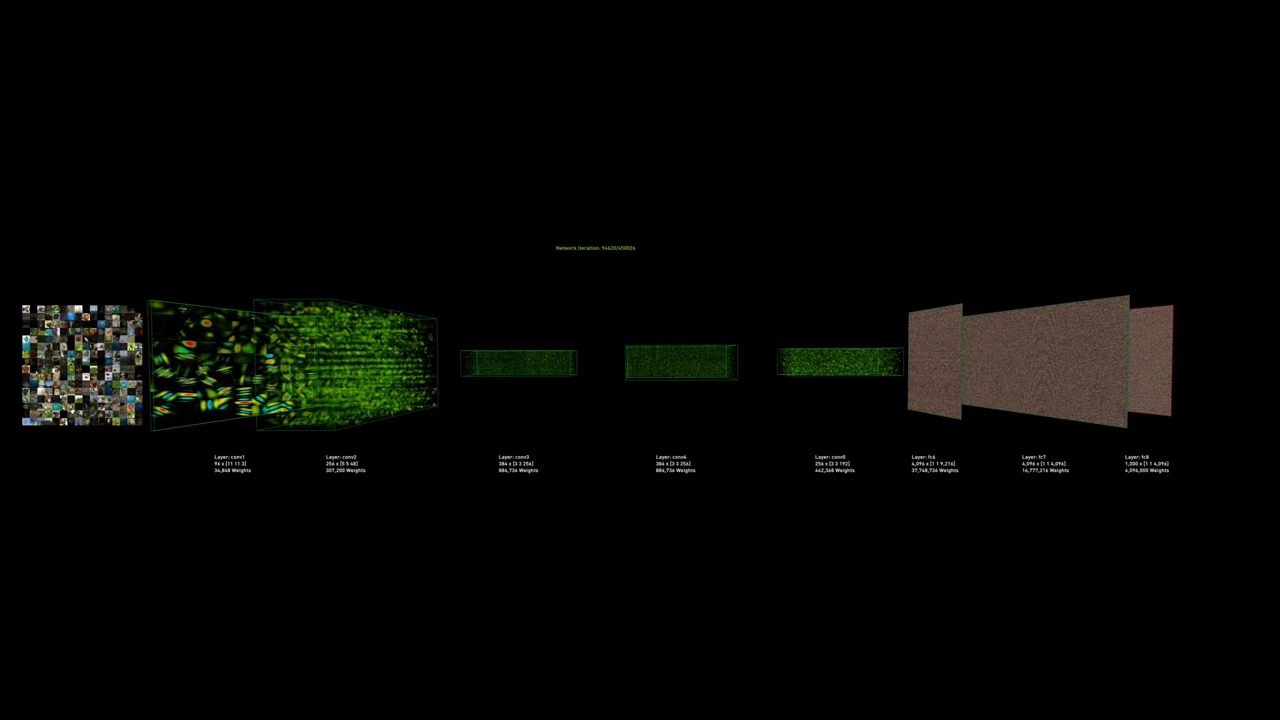 Network iteration: 94620/450026
Layer: conv1
96 x [11 11 3]
34,848 Weights
Layer: conv2
256 x [5 5 48]
307,200 Weights
Layer: conv3
384 x [3 3 256]
884,736 Weights
Layer: conv4
384 x [3 3 256]
884,736 Weights
Layer: conv5
256 x [3 3 192]
442,368 Weights
Layer: fc6
4,096 x [1 1 9,216]
37,748,736 Weights
Layer: fc7
4,096 x [1 1 4,096]
16,777,216 Weights
Layer: fc8
1,000 x [1 1 4,096]
4,096,000 Weights